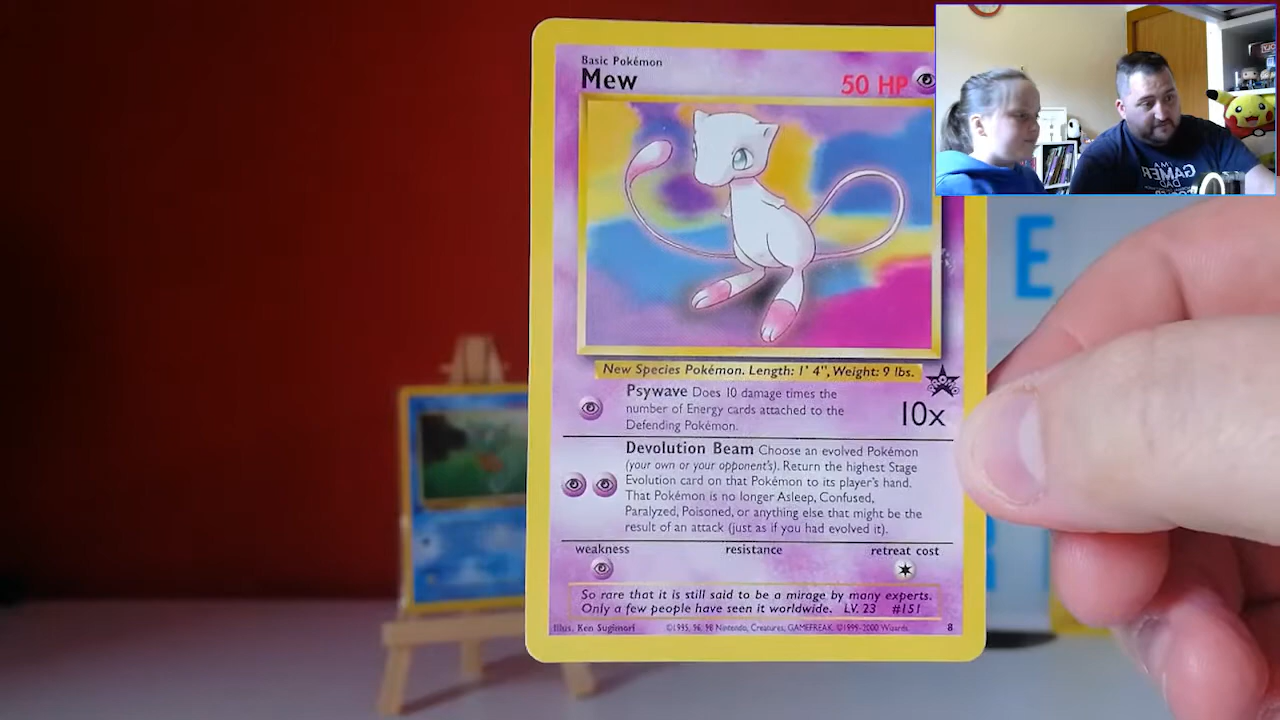 Basic Pokémon
Mew
50 HP
New Species Pokémon. Length: 1' 4", Weight: 9 lbs.
PROMO
Psywave Does 10 damage times the
number of Energy cards attached to the
Defending Pokémon.
10x
Devolution Beam Choose an evolved Pokémon
(your own or your opponent's). Return the highest Stage
Evolution card on that Pokémon to its player's hand.
That Pokémon is no longer Asleep, Confused,
Paralyzed, Poisoned, or anything else that might be the
result of an attack (just as if you had evolved it).
weakness
resistance
retreat cost
So rare that it is still said to be a mirage by many experts.
Only a few people have seen it worldwide. LV. 23 #151
Illus. Ken Sugimori
©1995, 96, 98 Nintendo, Creatures, GAMEFREAK. ©1999-2000 Wizards.
8
E
I'M A
GAMER
DAD